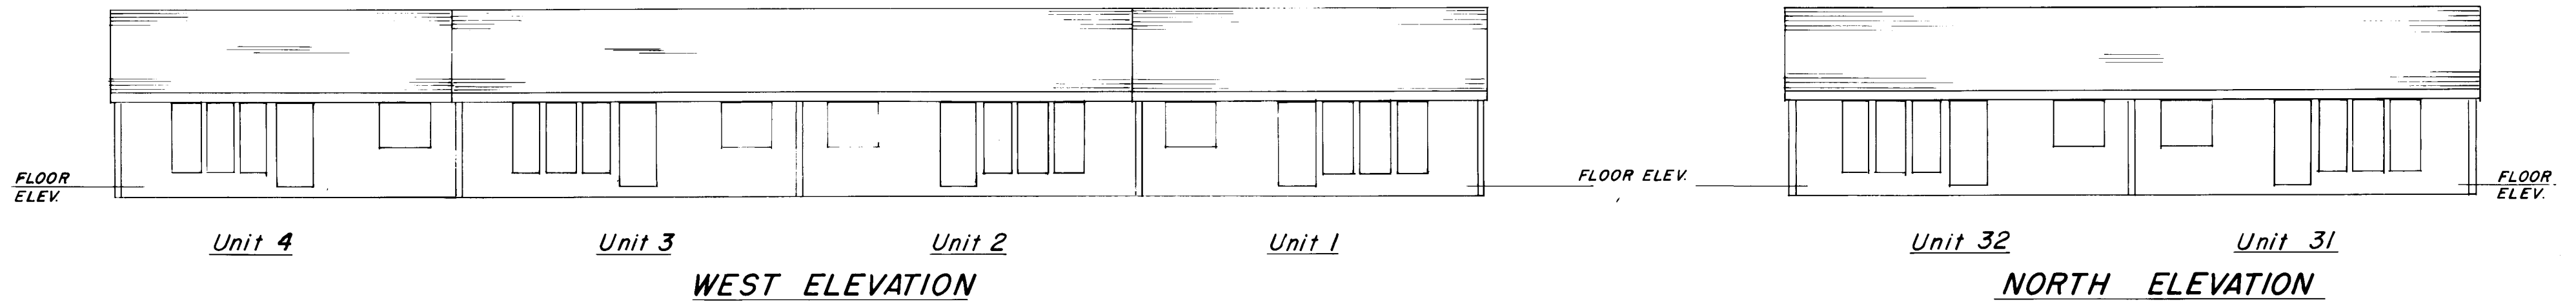 FLOOR
ELEV.
FLOOR ELEV.
FLOOR
ELEV.
Unit 4
Unit 3
Unit 2
Unit 1
Unit 32
Unit 31
WEST ELEVATION
NORTH ELEVATION